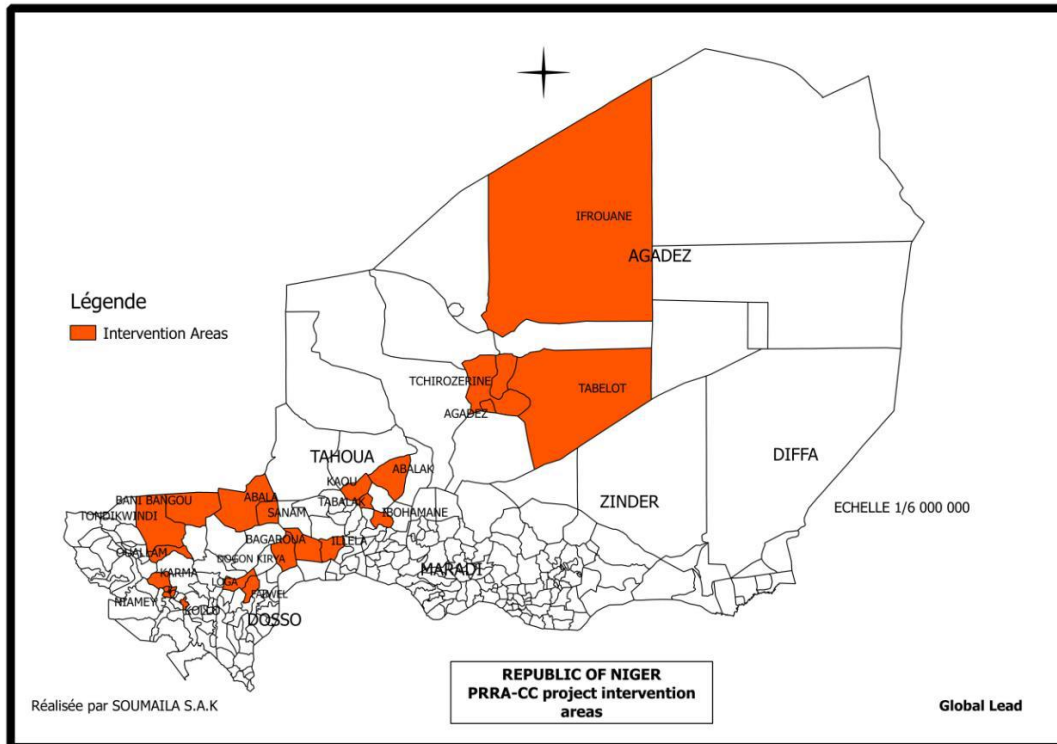 IFROUANE
AGADEZ
Légende
Intervention Areas
TCHIROZERINE
TABELOT
AGADEZ
TAHOUA
ABALAK
DIFFA
KAOU
BANI BANGOU
ABALA
TABALAK
ZINDER
SANAM
IBOHAMANE
ECHELLE 1/6 000 000
TONDIKWINDI
BAGAROUA
ILLELA
OUALLAM
DOGON KIRYA
KARMA
MARADI
LOGA
FALWEL
NIAMEY
KOLLO
DOSSO
REPUBLIC OF NIGER
PRRA-CC project intervention
areas
Réalisée par SOUMAILA S.A.K
Global Lead